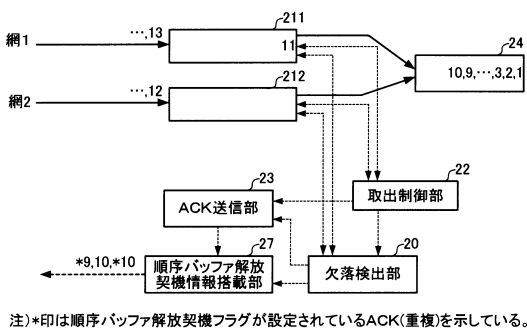 211
網1
…,13
11
24
10,9,…,3,2,1
212
網2
…,12
22
取出制御部
23
ACK送信部
27
順序バッファ解放
契機情報搭載部
20
欠落検出部
*9,10,*10
注)*印は順序バッファ解放契機フラグが設定されているACK(重複)を示している。